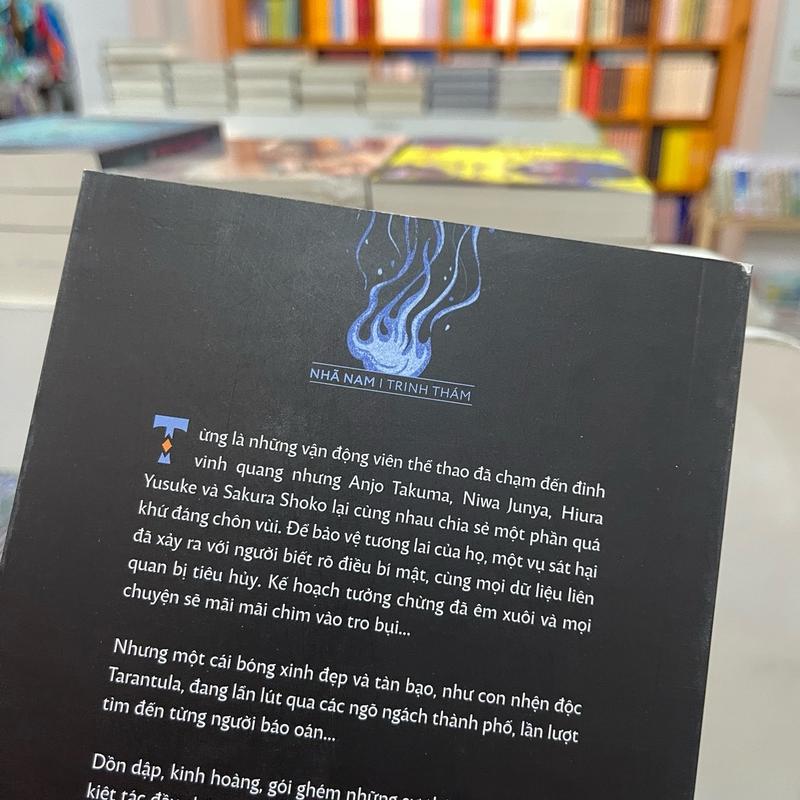 NHÃ NAM | TRINH THÁM
Từng là những vận động viên thể thao đã chạm đến đỉnh
vinh quang nhưng Anjo Takuma, Niwa Junya, Hiura
Yusuke và Sakura Shoko lại cùng nhau chia sẻ một phần quá
khứ đáng chôn vùi. Để bảo vệ tương lai của họ, một vụ sát hại
đã xảy ra với người biết rõ điều bí mật, cùng mọi dữ liệu liên
quan bị tiêu hủy. Kế hoạch tưởng chừng đã êm xuôi và mọi
chuyện sẽ mãi mãi chìm vào tro bụi...
Nhưng một cái bóng xinh đẹp và tàn bạo, như con nhện độc
Tarantula, đang lẩn lút qua các ngõ ngách thành phố, lần lượt
tìm đến từng người báo oán...
Dồn dập, kinh hoàng, gói ghém những
kiệt tác đầu